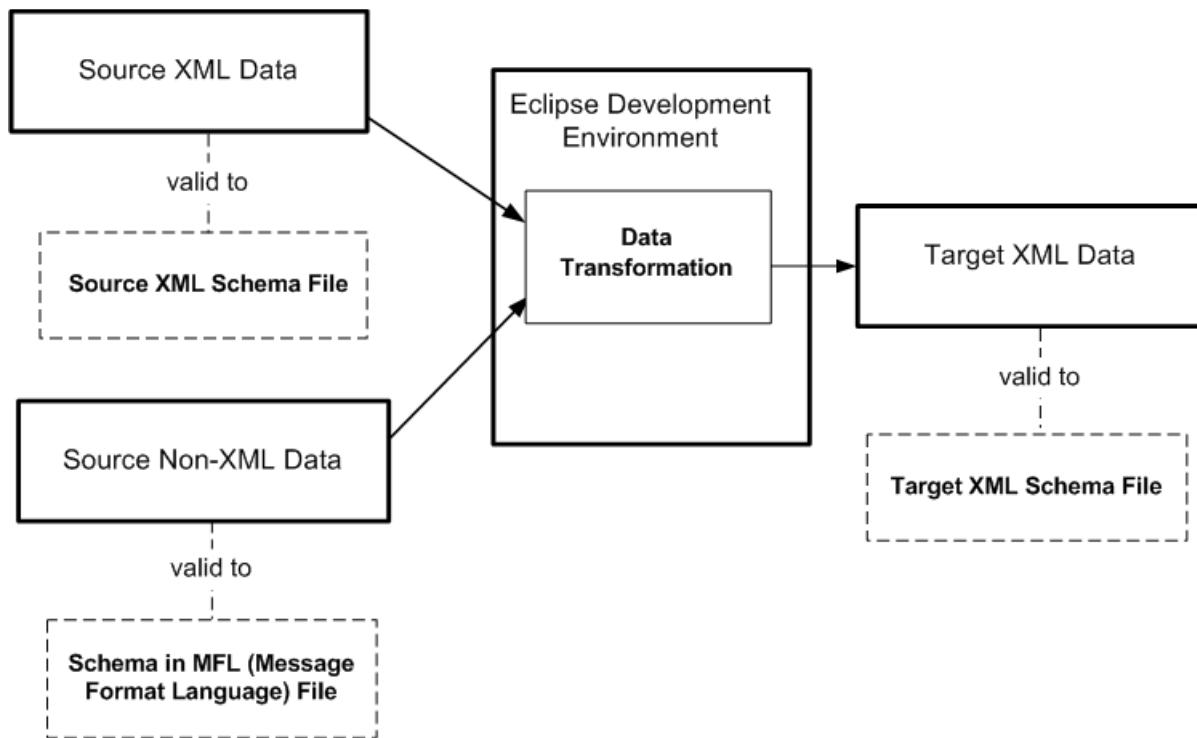 Source XML Data
valid to
Source XML Schema File
Source Non-XML Data
valid to
Schema in MFL (Message
Format Language) File
Eclipse Development
Environment
Data
Transformation
Target XML Data
valid to
Target XML Schema File